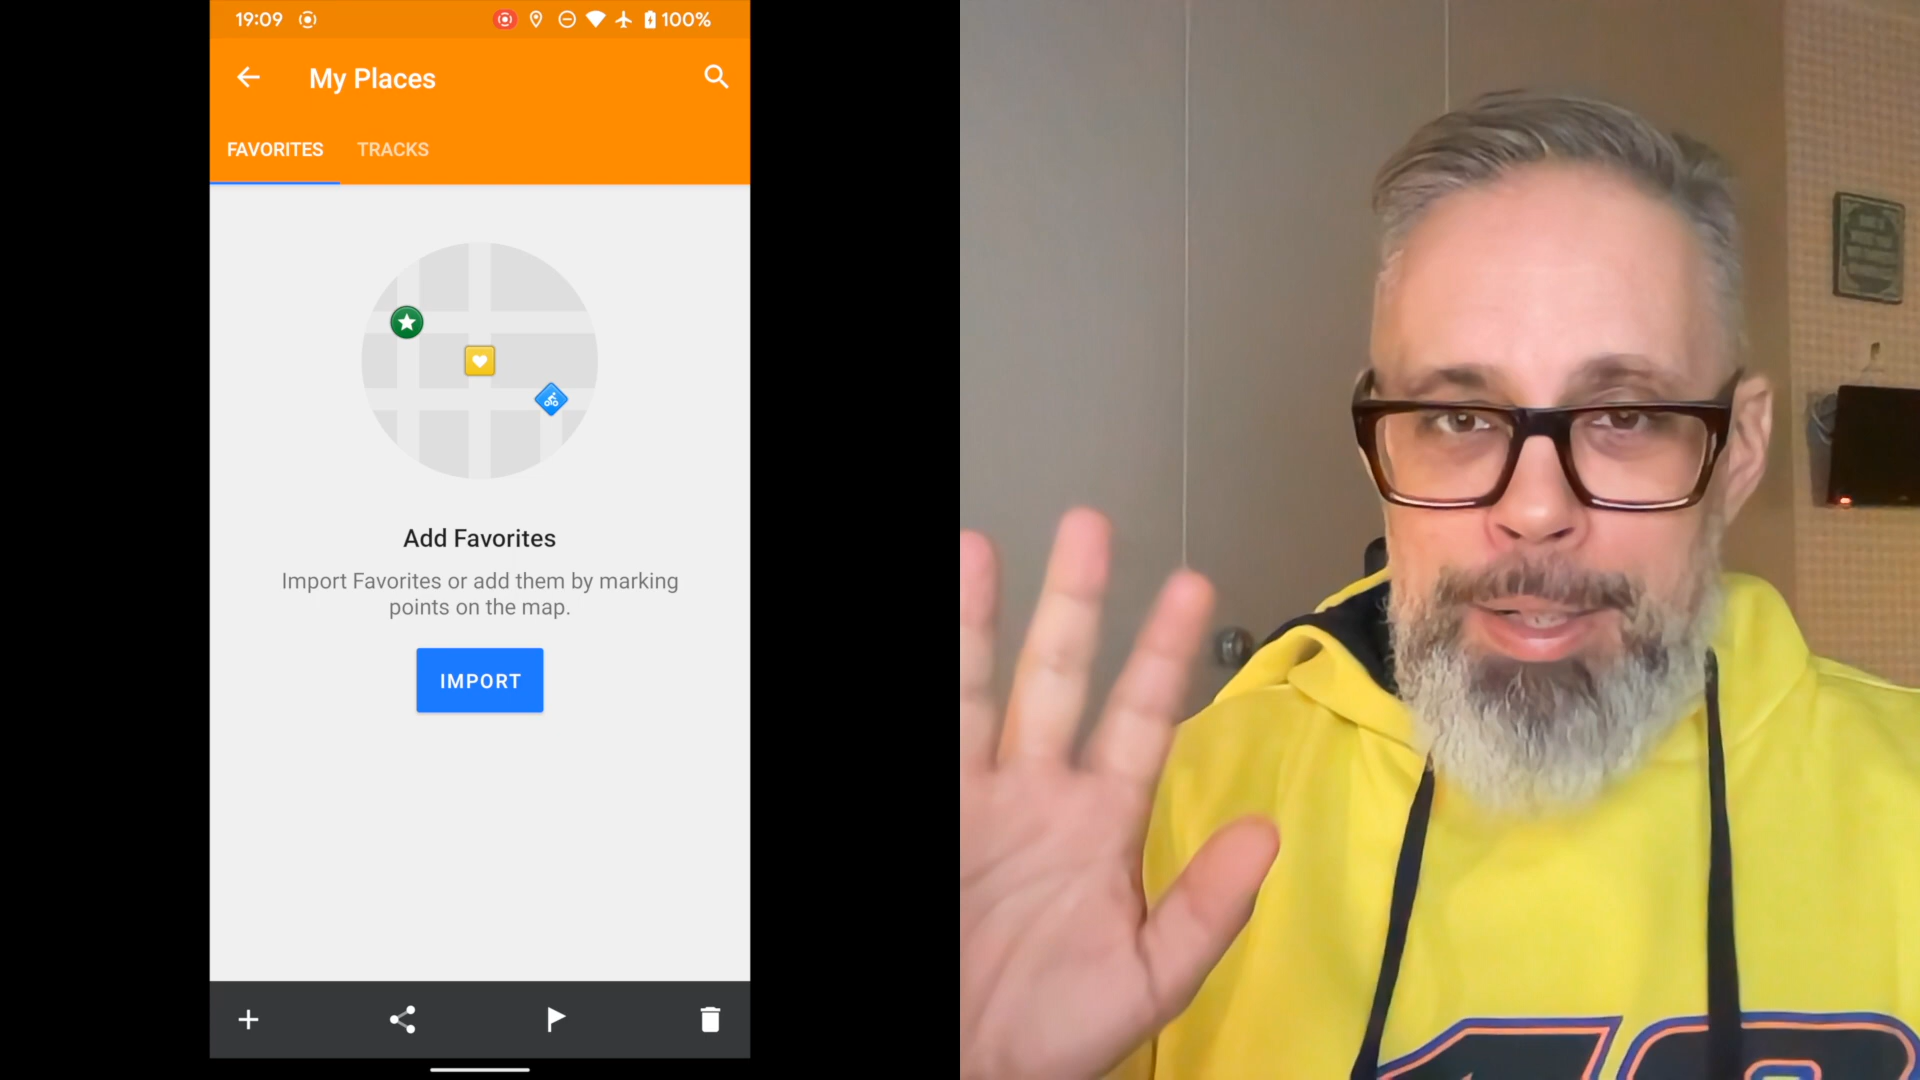 19:09
100%
My Places
FAVORITES
TRACKS
Add Favorites
Import Favorites or add them by marking
points on the map.
IMPORT